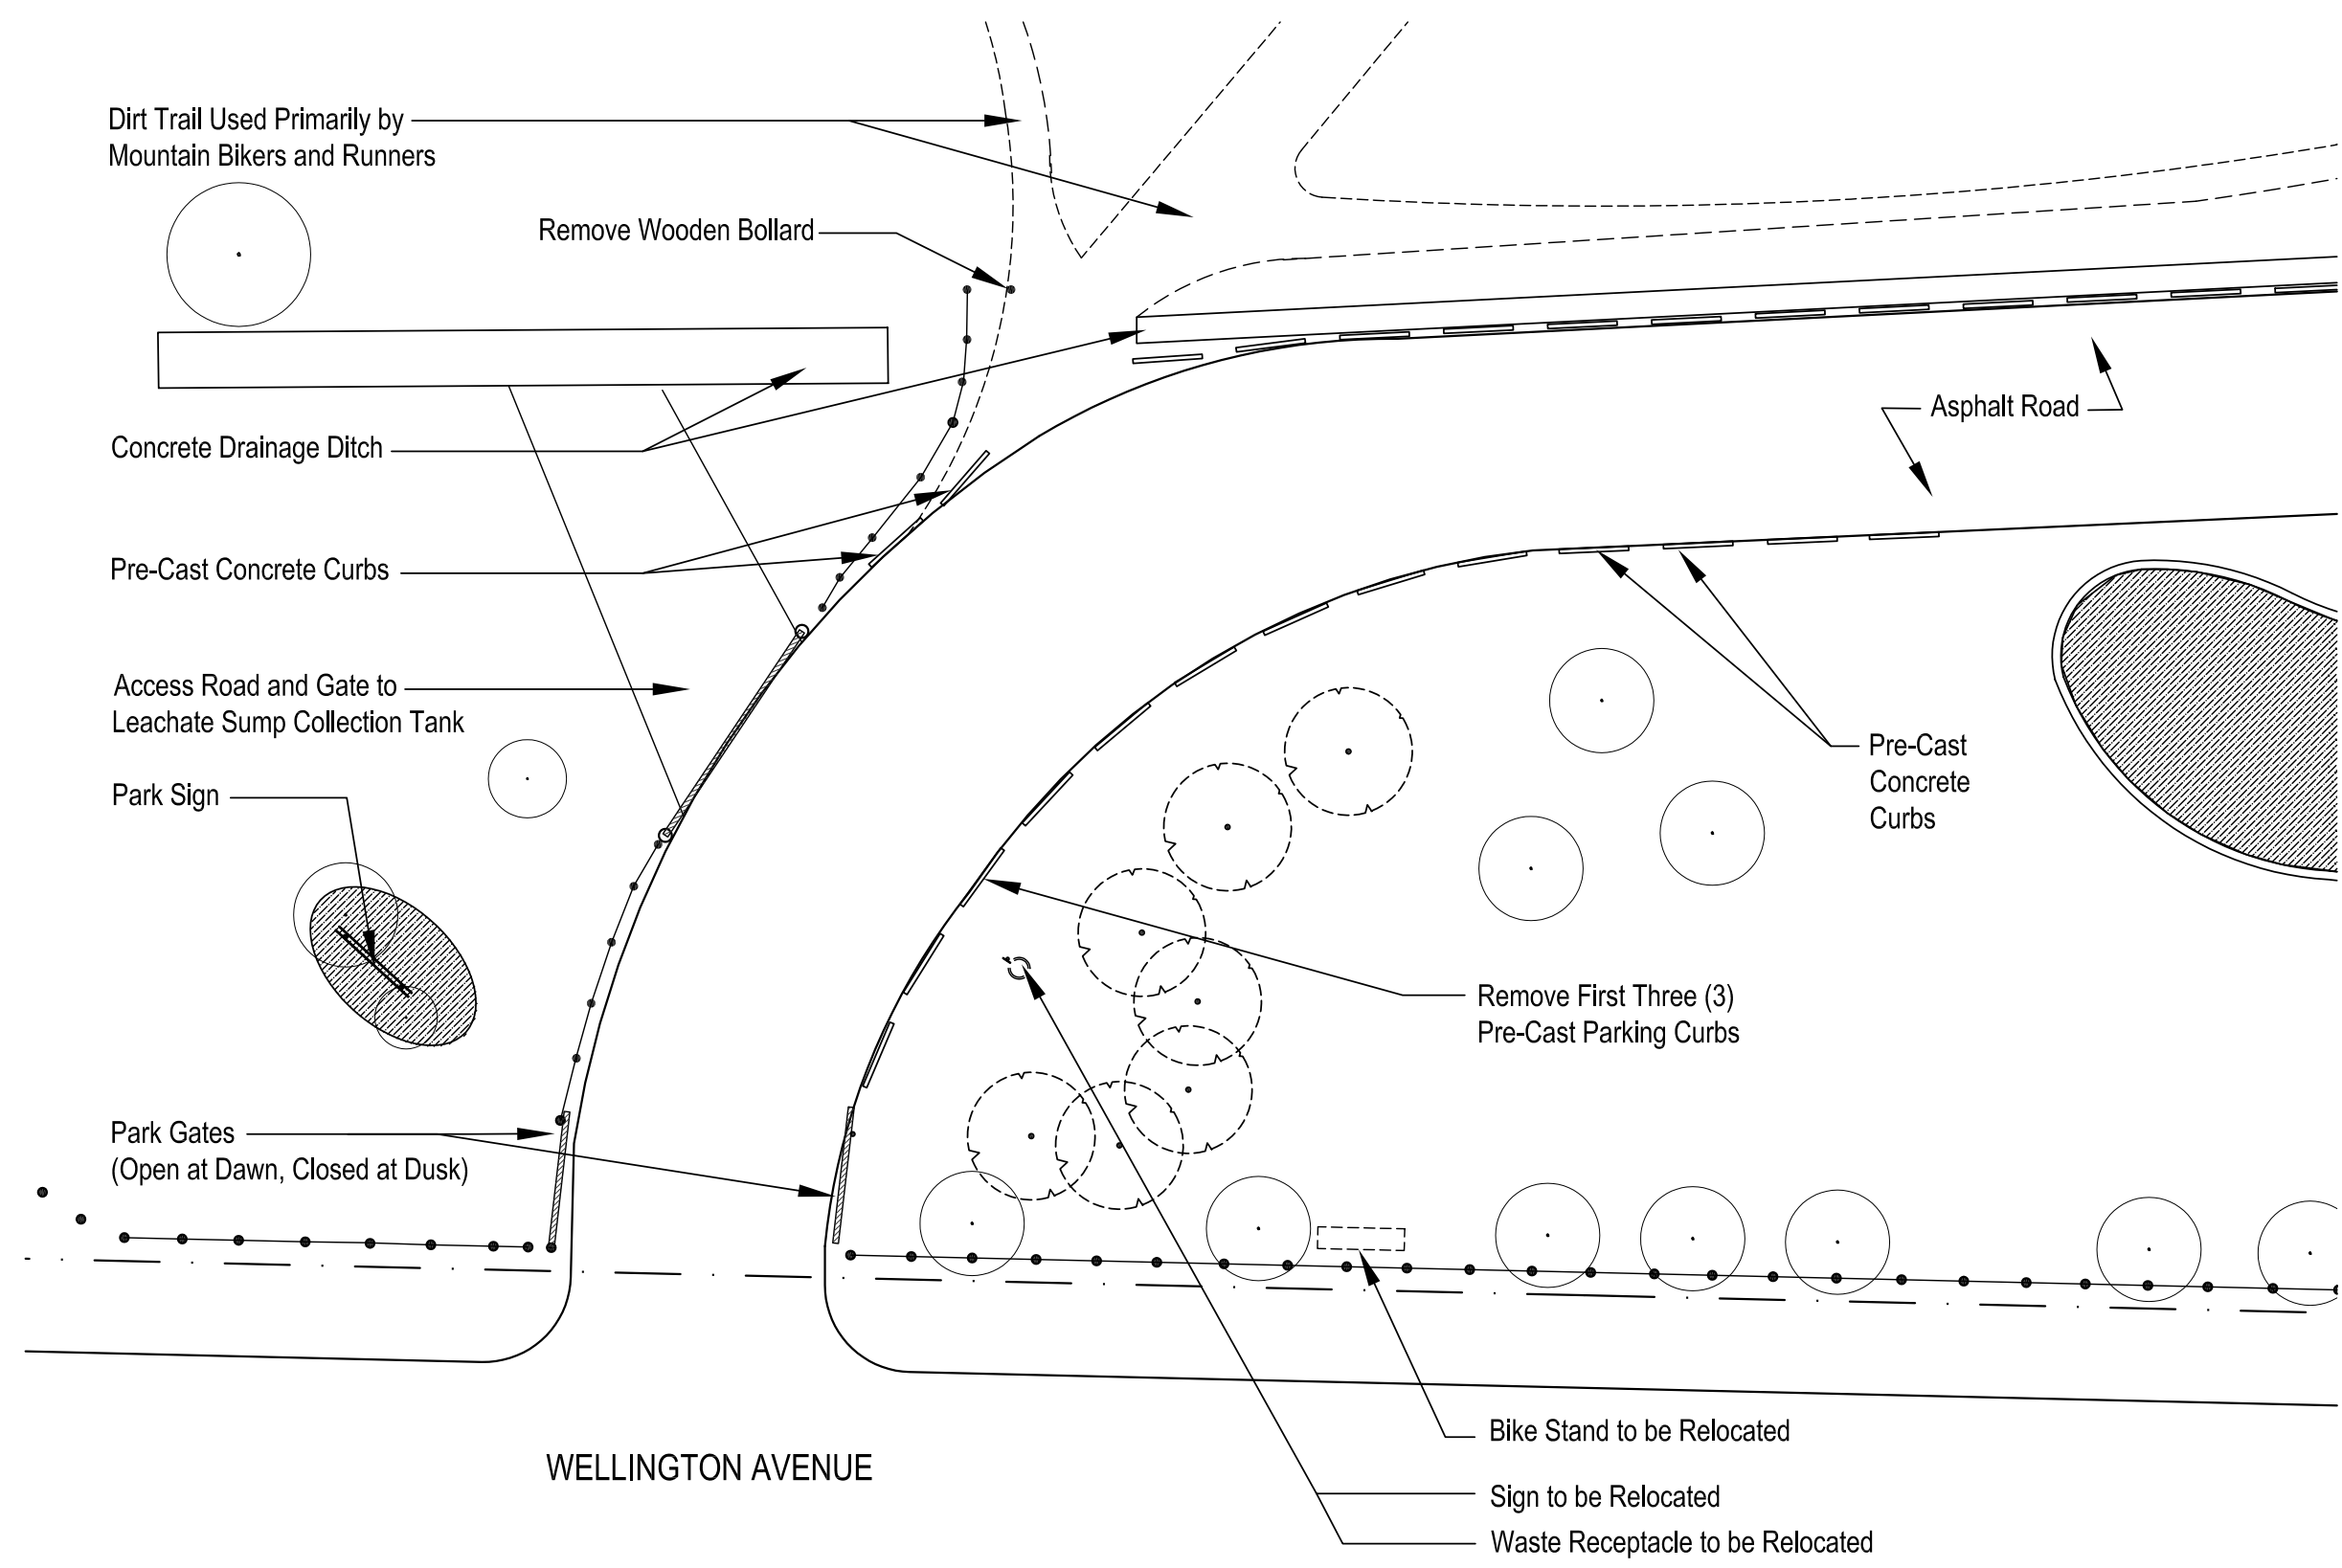 Dirt Trail Used Primarily by
Mountain Bikers and Runners
Remove Wooden Bollard
Asphalt Road
Concrete Drainage Ditch
Pre-Cast Concrete Curbs
Access Road and Gate to
Leachate Sump Collection Tank
Pre-Cast
Concrete
Curbs
Park Sign
Remove First Three (3)
Pre-Cast Parking Curbs
Park Gates
(Open at Dawn, Closed at Dusk)
Bike Stand to be Relocated
WELLINGTON AVENUE
Sign to be Relocated
Waste Receptacle to be Relocated